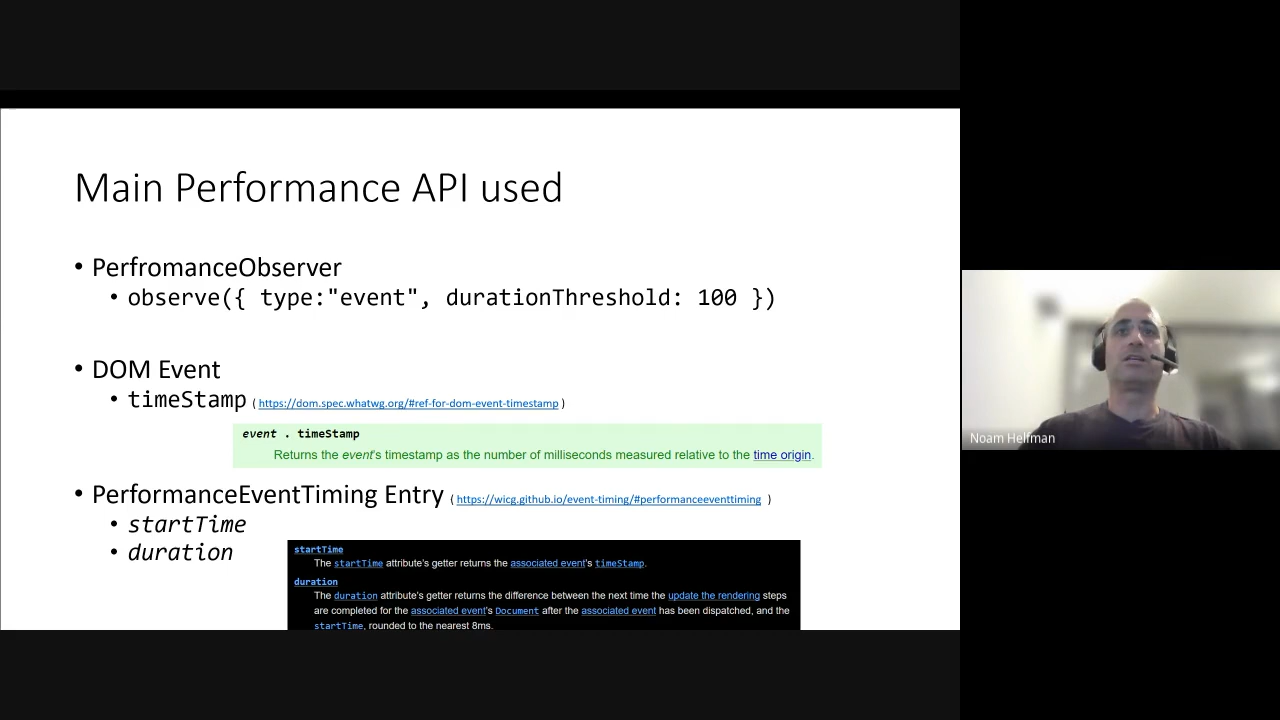 Main Performance API used
• PerfromanceObserver
• observe({ type:"event", durationThreshold: 100 })
• DOM Event
• timeStamp ( https://dom.spec.whatwg.org/#ref-for-dom-event-timestamp )
event . timeStamp
Returns the event's timestamp as the number of milliseconds measured relative to the time origin.
• PerformanceEventTiming Entry ( https://wicg.github.io/event-timing/#performanceeventtiming )
• startTime
• duration
startTime
The startTime attribute's getter returns the associated event's timeStamp.
duration
The duration attribute's getter returns the difference between the next time the update the rendering steps
are completed for the associated event's Document after the associated event has been dispatched, and the
startTime, rounded to the nearest 8ms.
Noam Helfman